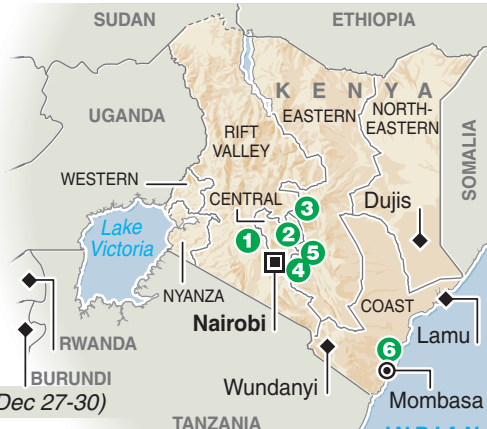 SUDAN
ETHIOPIA
KENYA
UGANDA
EASTERN
NORTH-
EASTERN
RIFT
VALLEY
SOMALIA
WESTERN
CENTRAL
3
Dujis
Lake
Victoria
1
2
5
4
NYANZA
COAST
Nairobi
Lamu
RWANDA
6
BURUNDI
Wundanyi
Dec 27-30)
Mombasa
TANZANIA